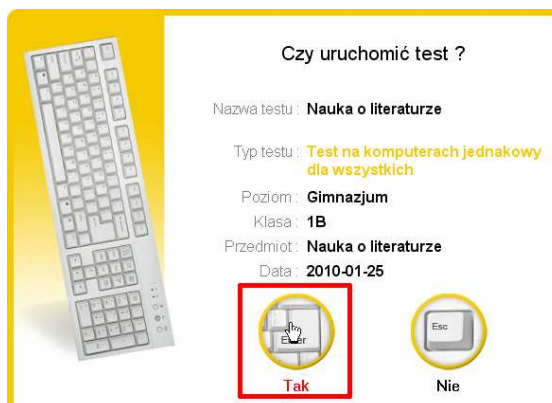 Czy uruchomić test ?
Nazwa testu : Nauka o literaturze
Typ testu : Test na komputerach jednakowy
dla wszystkich
Poziom : Gimnazjum
Klasa : 1B
Przedmiot : Nauka o literaturze
Data : 2010-01-25
Enter
Esc
Tak
Nie